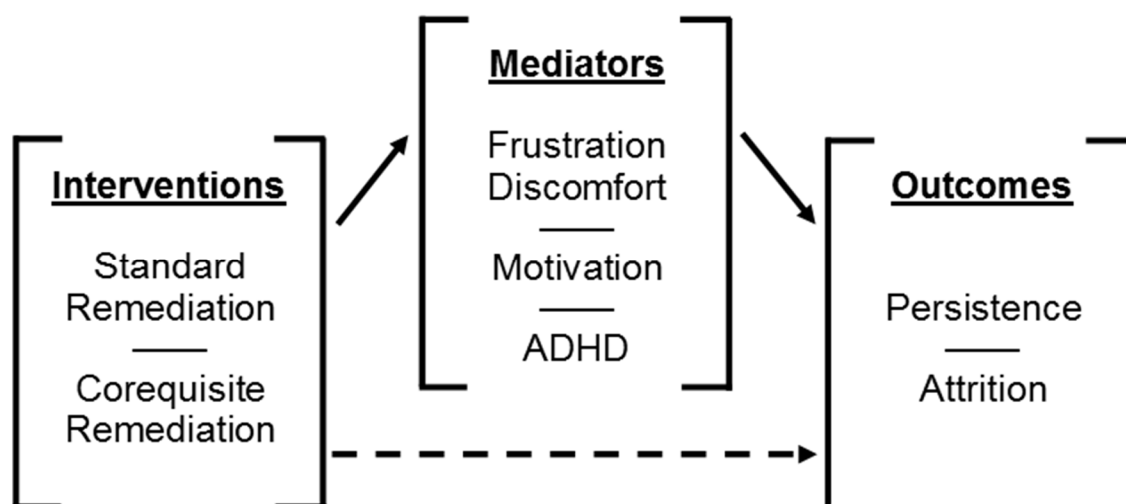 Interventions
Standard
Remediation
Corequisite
Remediation
Mediators
Frustration
Discomfort
Motivation
ADHD
Outcomes
Persistence
Attrition